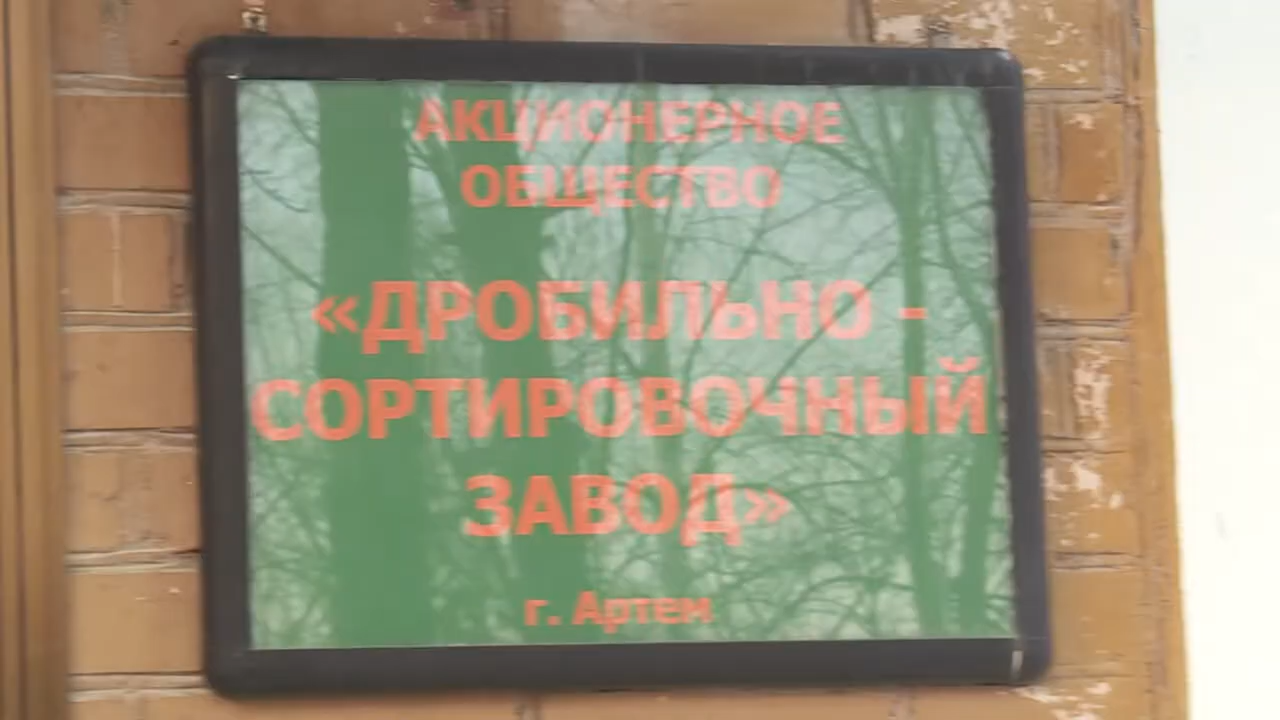 АКЦИОНЕРНОЕ
ОБЩЕСТВО
«ДРОБИЛЬНО -
СОРТИРОВОЧНЫЙ
ЗАВОД»
г. Артем